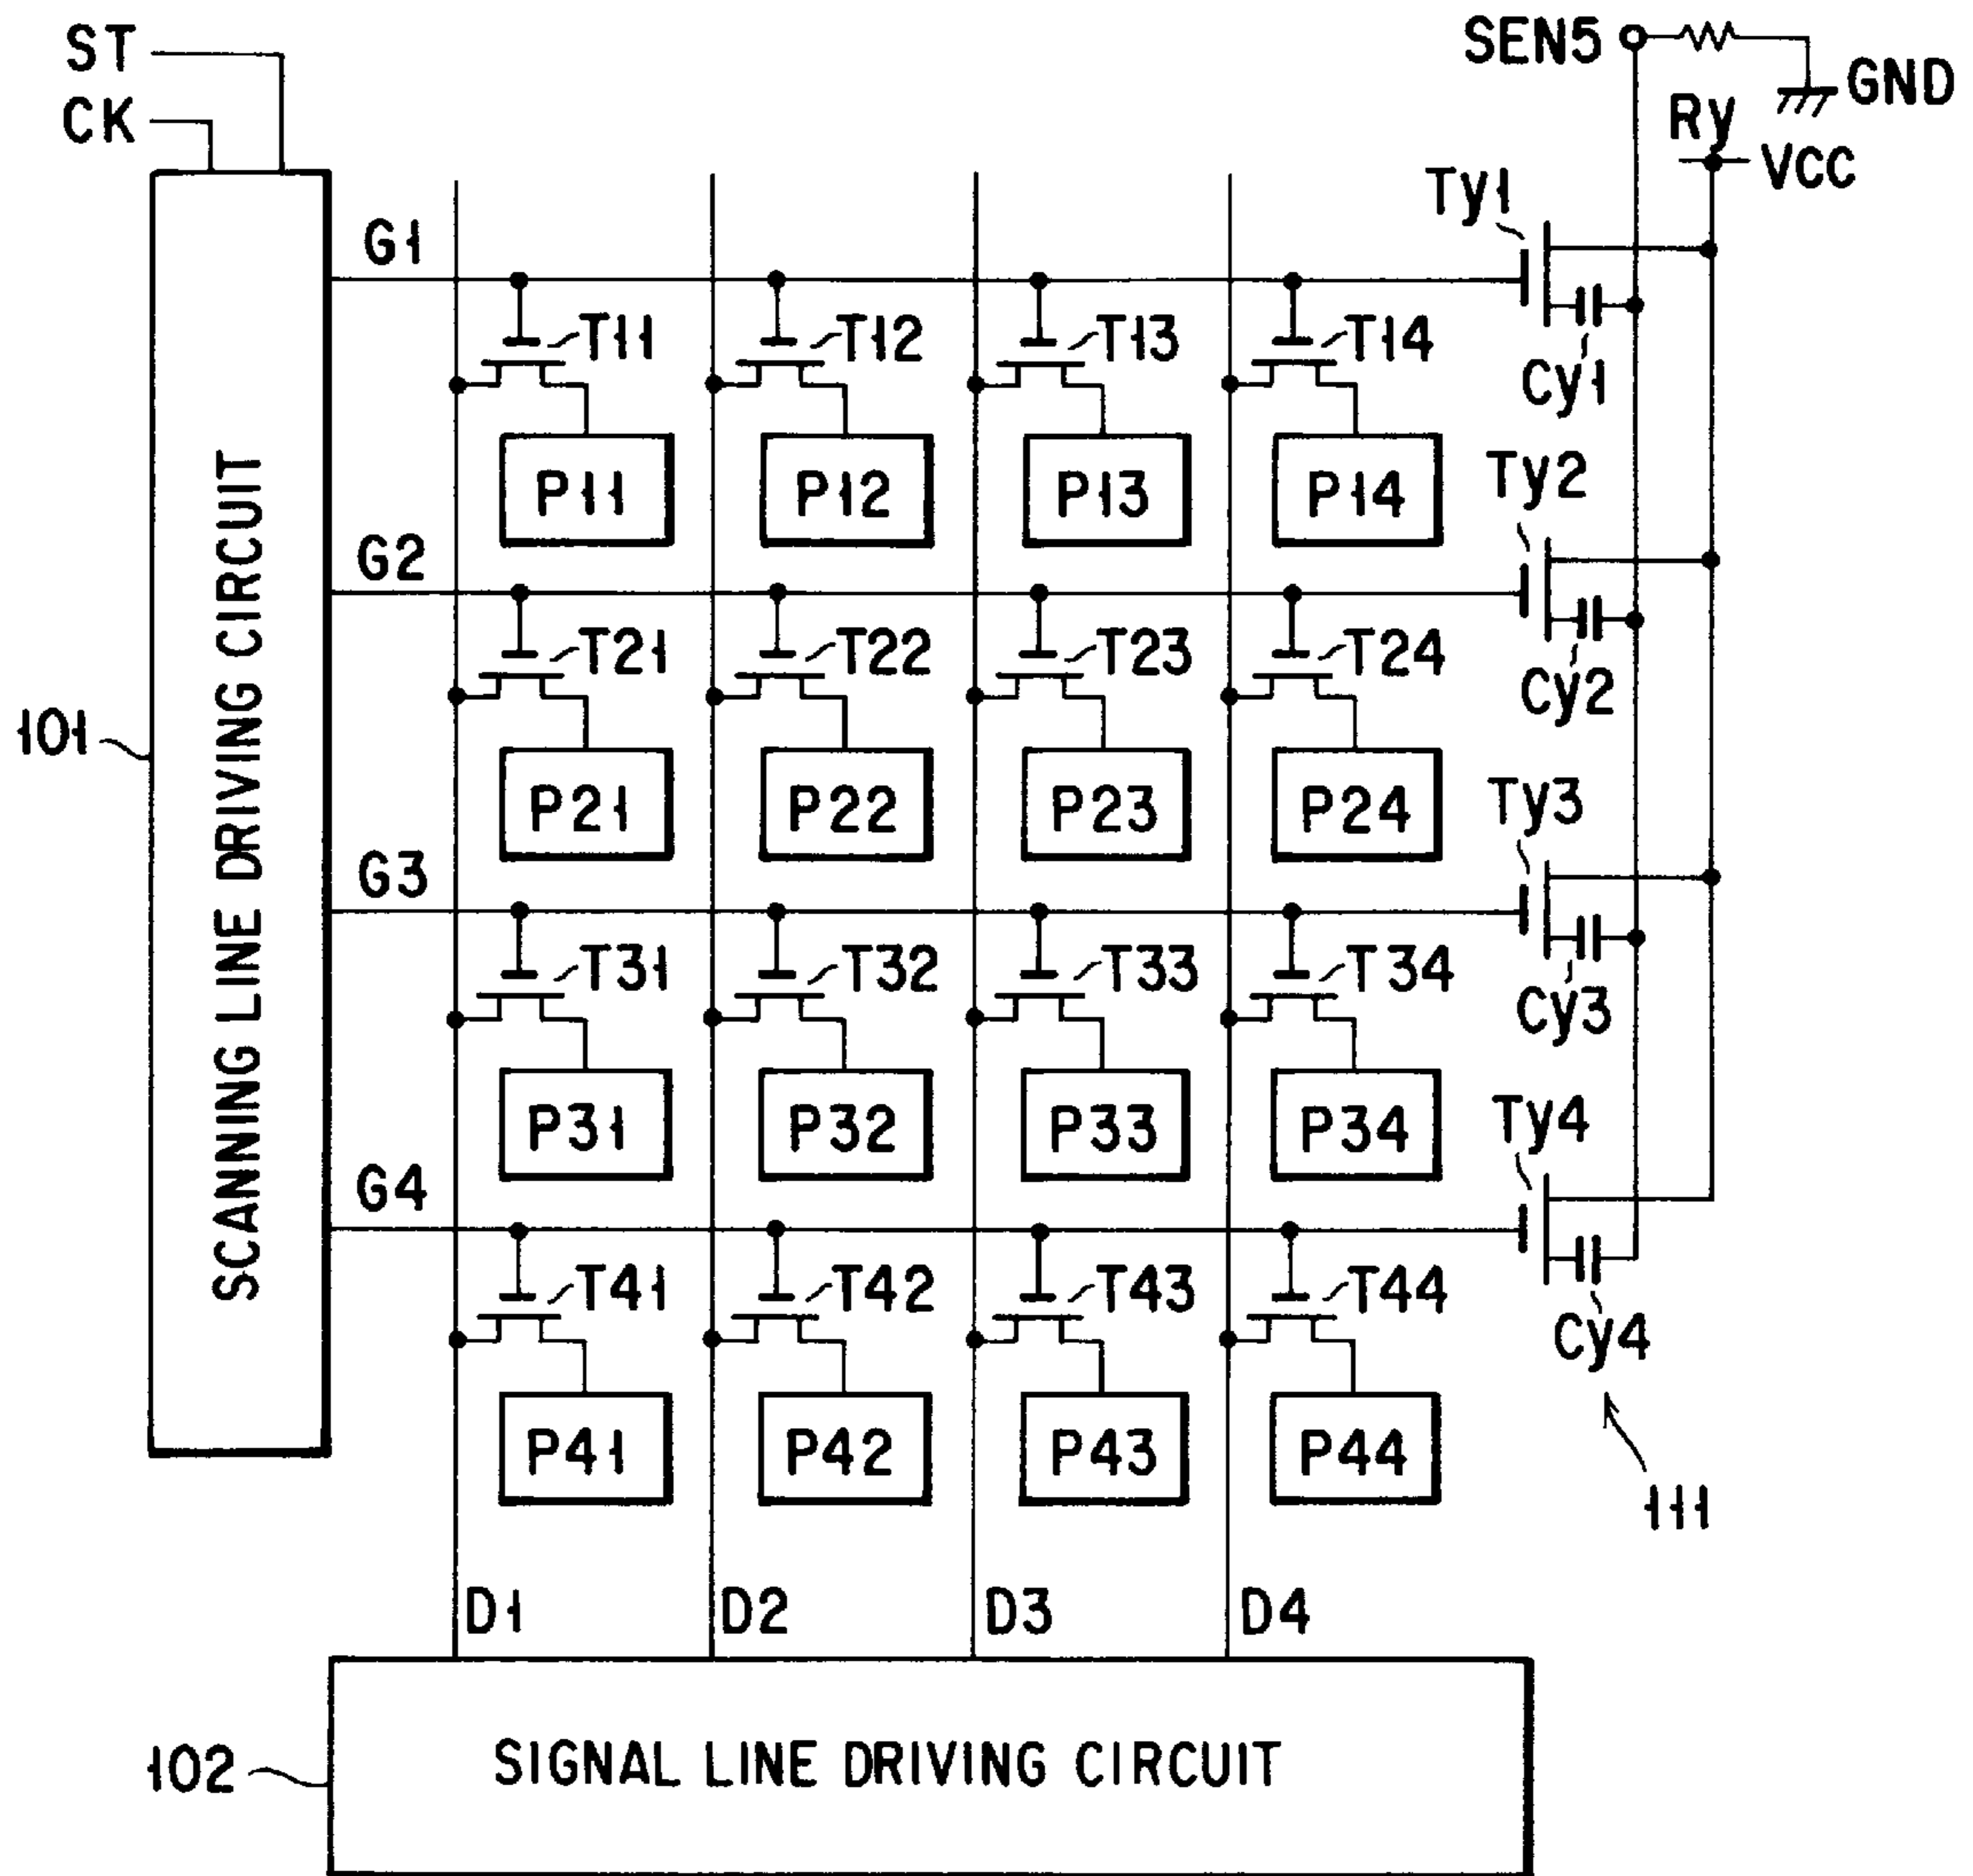 ST
SEN5
CK
GND
Ry
VCC
Ty1
G1
T11 T12 T13 T14
Cy1
P11 P12 P13 P14
Ty2
G2
T21 T22 T23 T24
Cy2
101
SCANNING LINE DRIVING CIRCUIT
P21 P22 P23 P24
Ty3
G3
T31 T32 T33 T34
Cy3
P31 P32 P33 P34
Ty4
G4
T41 T42 T43 T44
Cy4
P41 P42 P43 P44
111
D1 D2 D3 D4
102
SIGNAL LINE DRIVING CIRCUIT